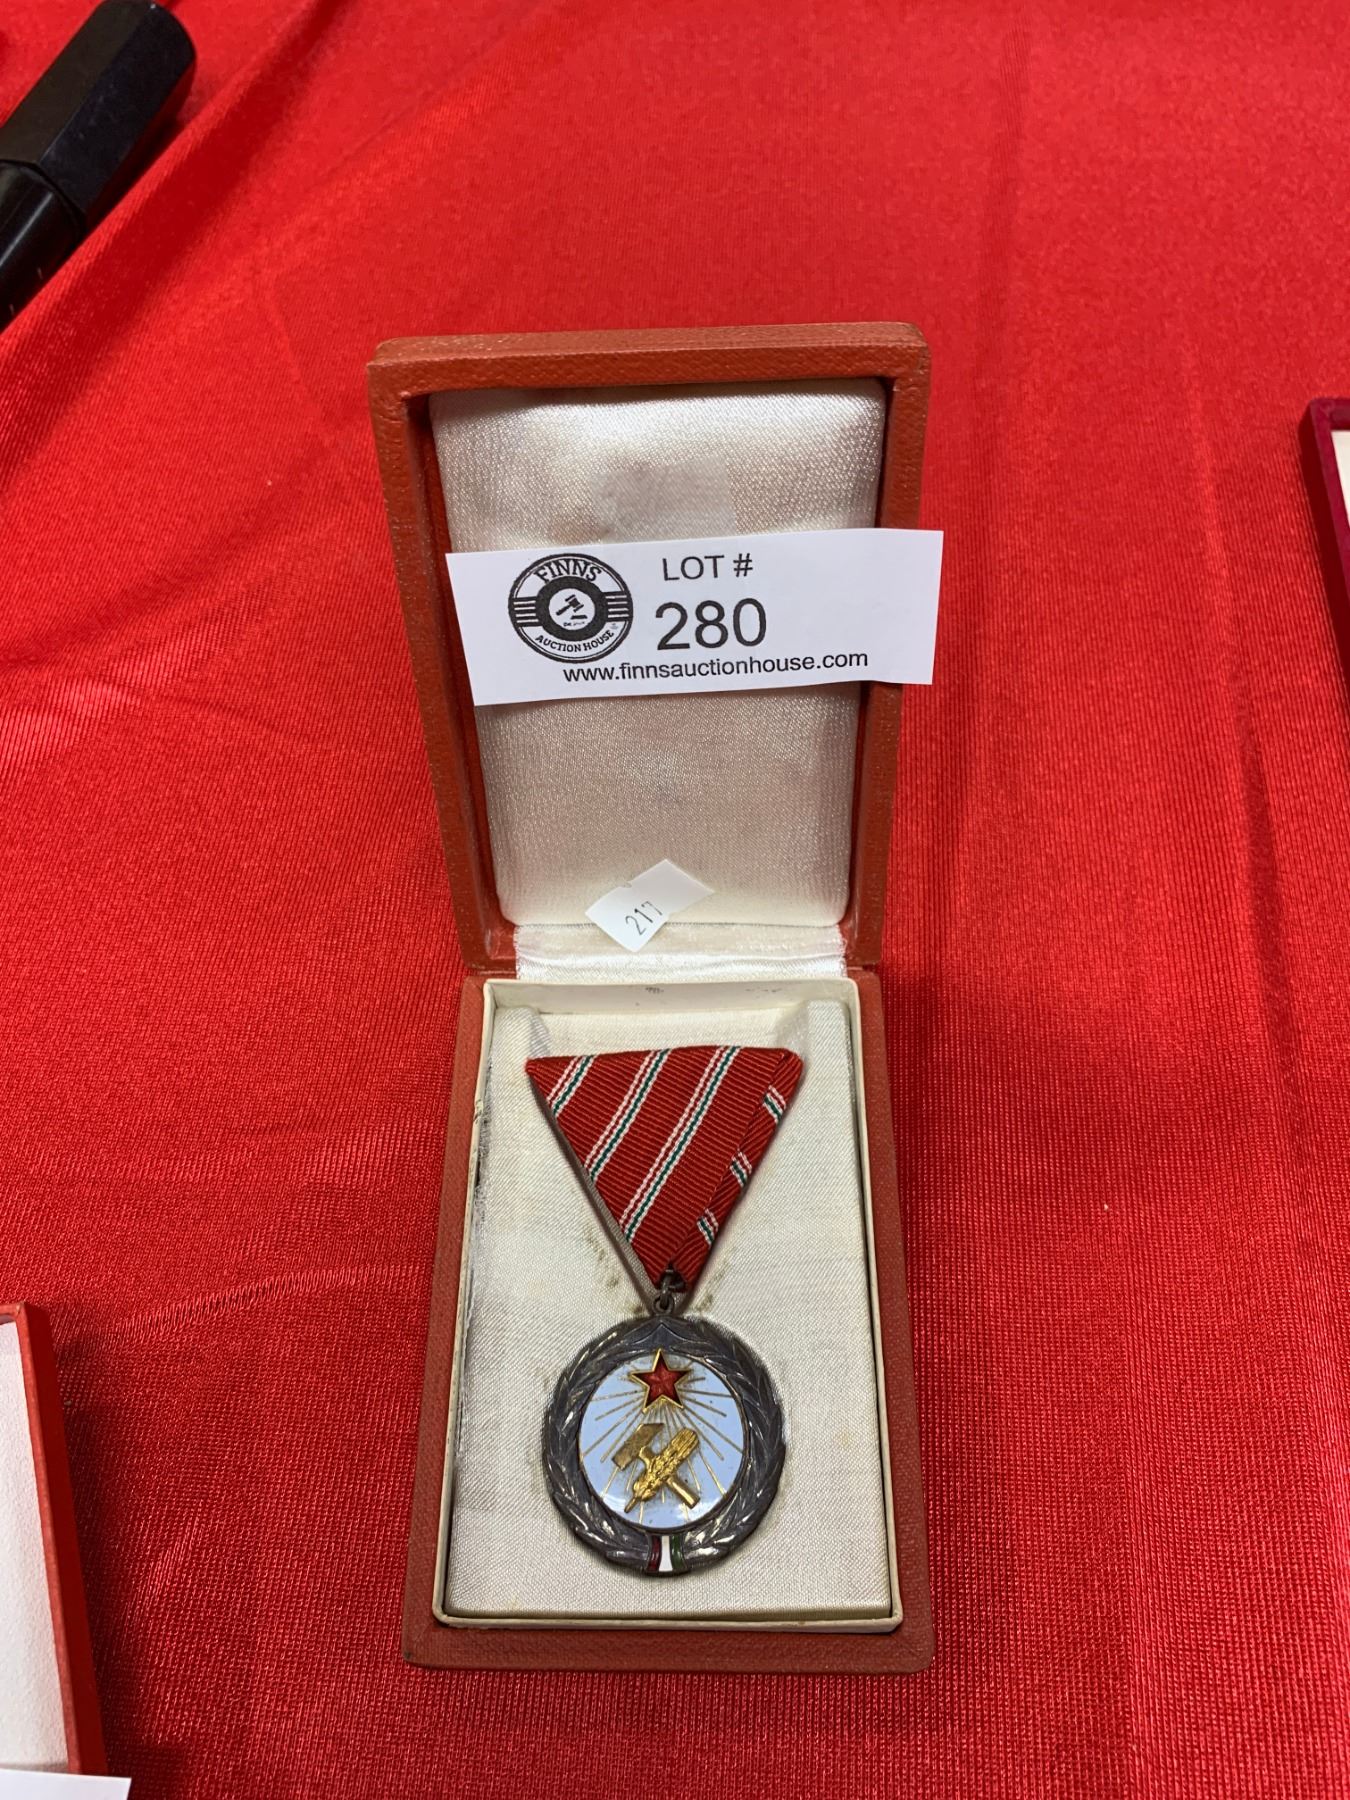 FINNS
AUCTION HOUSE
LOT #
280
www.finnsauctionhouse.com
217